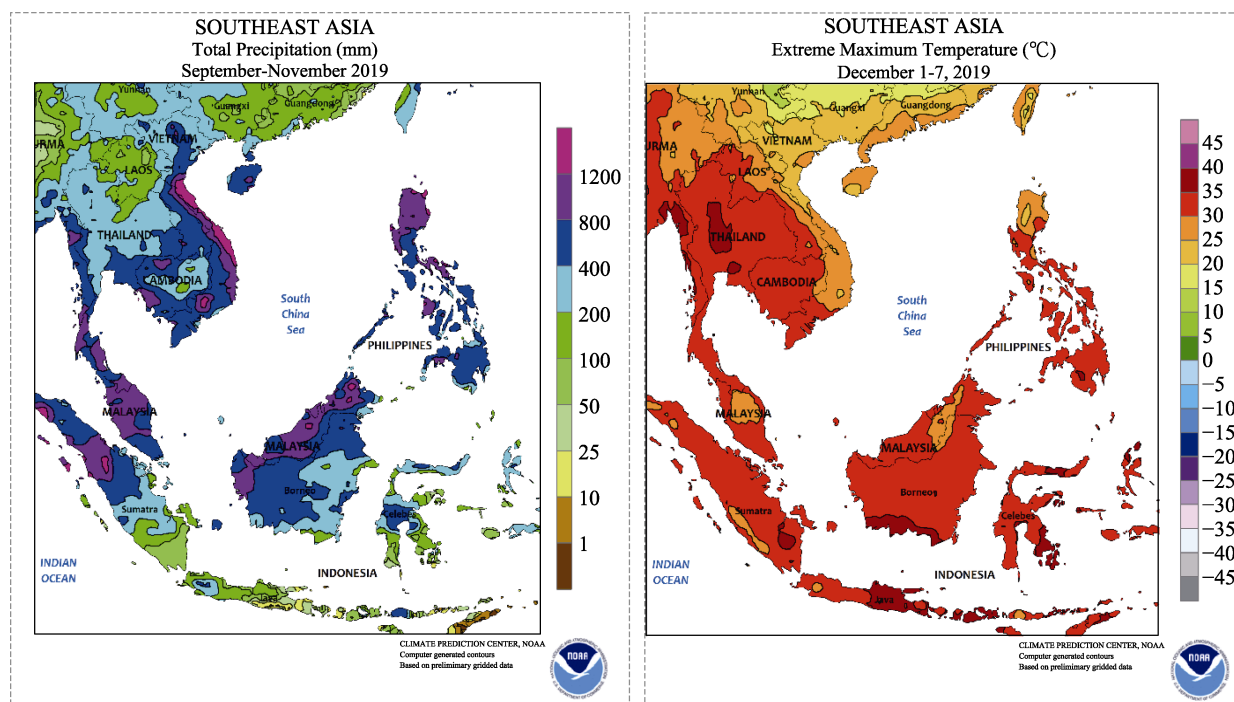 SOUTHEAST ASIA
Total Precipitation (mm)
September-November 2019
Yunnan
Guangxi
Guangdong
URMA
VIETNAM
LAOS
THAILAND
CAMBODIA
South
China
Sea
PHILIPPINES
MALAYSIA
MALAYSIA
Borneo
Sumatra
Celebes
INDIAN
OCEAN
INDONESIA
Java
1200
800
400
200
100
50
25
10
1
CLIMATE PREDICTION CENTER, NOAA
Computer generated contours
Based on preliminary gridded data
NOAA
SOUTHEAST ASIA
Extreme Maximum Temperature (℃)
December 1-7, 2019
Yunnan
Guangxi
Guangdong
URMA
VIETNAM
LAOS
THAILAND
CAMBODIA
South
China
Sea
PHILIPPINES
MALAYSIA
MALAYSIA
Borneo
Sumatra
Celebes
INDIAN
OCEAN
INDONESIA
Java
45
40
35
30
25
20
15
10
5
0
−5
−10
−15
−20
−25
−30
−35
−40
−45
CLIMATE PREDICTION CENTER, NOAA
Computer generated contours
Based on preliminary gridded data
NOAA